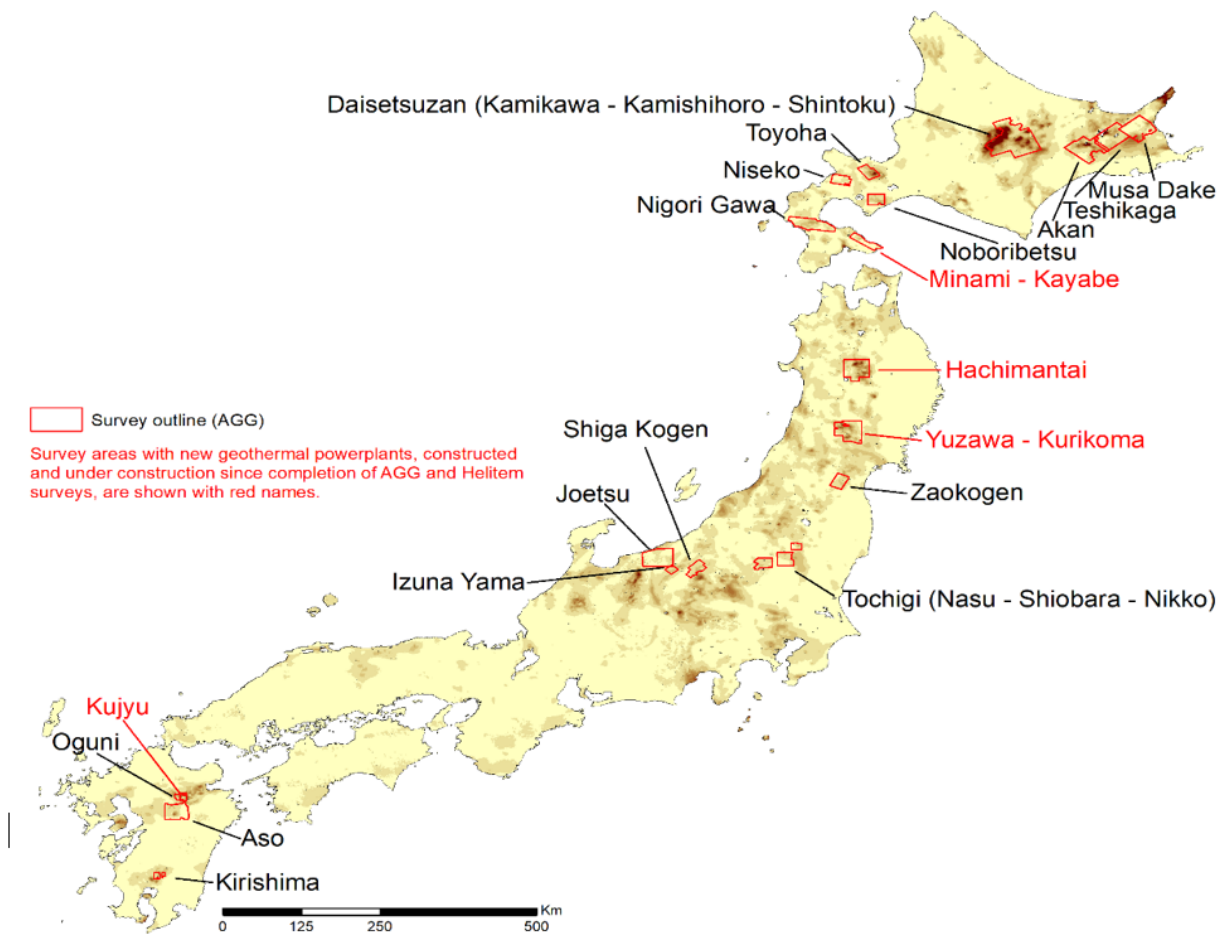 Daisetsuzan (Kamikawa - Kamishihoro - Shintoku)
Toyoha
Niseko
Nigori Gawa
Musa Dake
Teshikaga
Akan
Noboribetsu
Minami - Kayabe
Hachimantai
Survey outline (AGG)
Survey areas with new geothermal powerplants, constructed
and under construction since completion of AGG and Helitem
surveys, are shown with red names.
Shiga Kogen
Yuzawa - Kurikoma
Joetsu
Zaokogen
Izuna Yama
Tochigi (Nasu - Shiobara - Nikko)
Kujyu
Oguni
Aso
Kirishima
Km
0 125 250 500